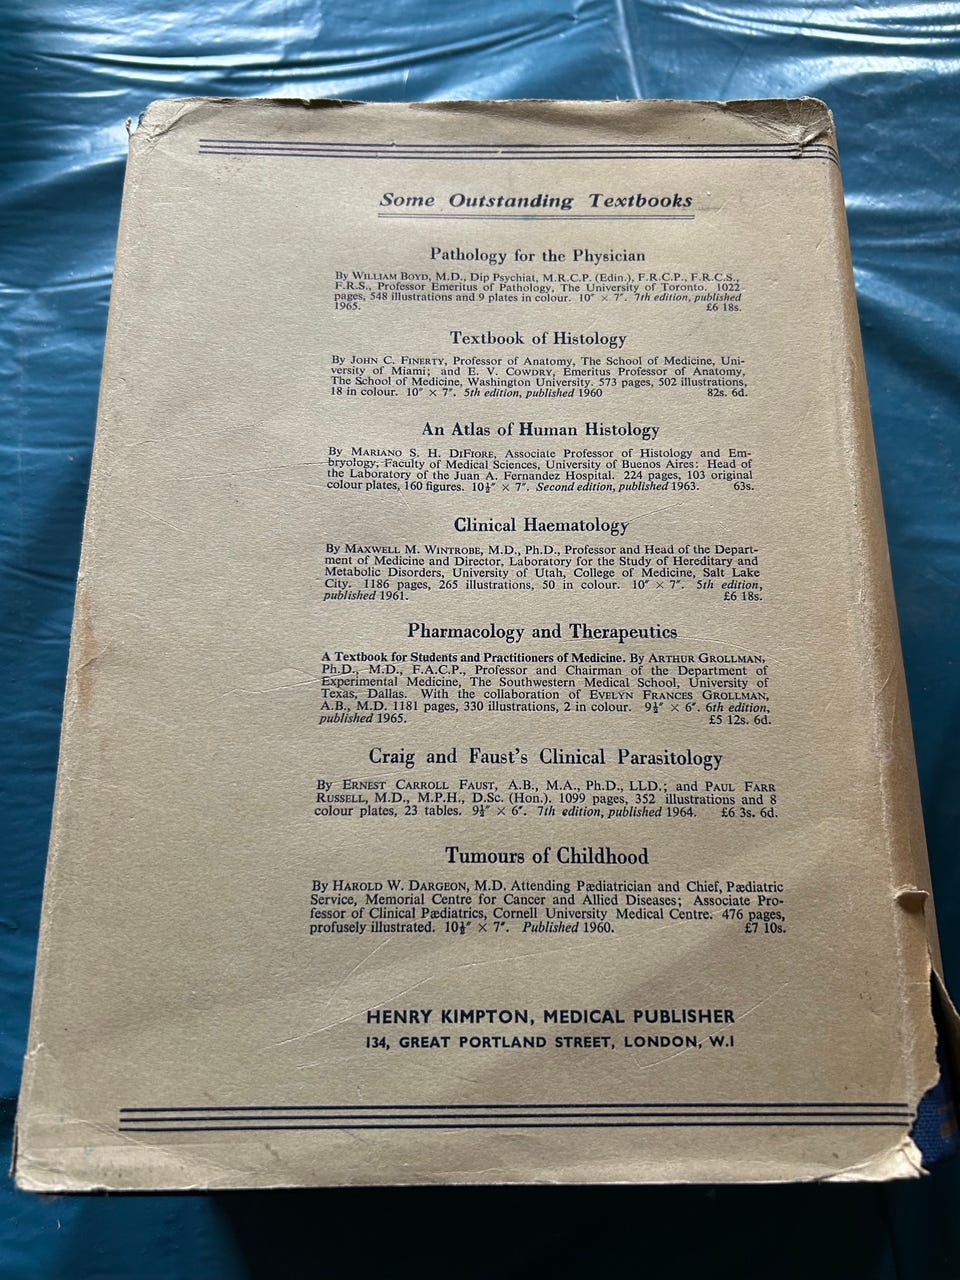 Some Outstanding Textbooks
Pathology for the Physician
By WILLIAM BOYD, M.D., Dip Psychiat, M.R.C.P. (Edin.), F.R.C.P., F.R.C.S.,
F.R.S., Professor Emeritus of Pathology, The University of Toronto. 1022
pages, 548 illustrations and 9 plates in colour. 10″ × 7″. 7th edition, published
1965. £6 18s.
Textbook of Histology
By JOHN C. FINERTY, Professor of Anatomy, The School of Medicine, Uni-
versity of Miami; and E. V. COWDRY, Emeritus Professor of Anatomy,
The School of Medicine, Washington University. 573 pages, 502 illustrations,
18 in colour. 10″ × 7″. 5th edition, published 1960 82s. 6d.
An Atlas of Human Histology
By MARIANO S. H. DIFIORE, Associate Professor of Histology and Em-
bryology, Faculty of Medical Sciences, University of Buenos Aires: Head of
the Laboratory of the Juan A. Fernandez Hospital. 224 pages, 103 original
colour plates, 160 figures. 10½″ × 7″. Second edition, published 1963. 63s.
Clinical Haematology
By MAXWELL M. WINTROBE, M.D., Ph.D., Professor and Head of the Depart-
ment of Medicine and Director, Laboratory for the Study of Hereditary and
Metabolic Disorders, University of Utah, College of Medicine, Salt Lake
City. 1186 pages, 265 illustrations, 50 in colour. 10″ × 7″. 5th edition,
published 1961. £6 18s.
Pharmacology and Therapeutics
A Textbook for Students and Practitioners of Medicine. By ARTHUR GROLLMAN,
Ph.D., M.D., F.A.C.P., Professor and Chairman of the Department of
Experimental Medicine, The Southwestern Medical School, University of
Texas, Dallas. With the collaboration of EVELYN FRANCES GROLLMAN,
A.B., M.D. 1181 pages, 330 illustrations, 2 in colour. 9½″ × 6″. 6th edition,
published 1965. £5 12s. 6d.
Craig and Faust's Clinical Parasitology
By ERNEST CARROLL FAUST, A.B., M.A., Ph.D., LLD.; and PAUL FARR
RUSSELL, M.D., M.P.H., D.Sc. (Hon.). 1099 pages, 352 illustrations and 8
colour plates, 23 tables. 9½″ × 6″. 7th edition, published 1964. £6 3s. 6d.
Tumours of Childhood
By HAROLD W. DARGEON, M.D. Attending Pædiatrician and Chief, Pædiatric
Service, Memorial Centre for Cancer and Allied Diseases; Associate Pro-
fessor of Clinical Pædiatrics, Cornell University Medical Centre. 476 pages,
profusely illustrated. 10½″ × 7″. Published 1960. £7 10s.
HENRY KIMPTON, MEDICAL PUBLISHER
134, GREAT PORTLAND STREET, LONDON, W.1